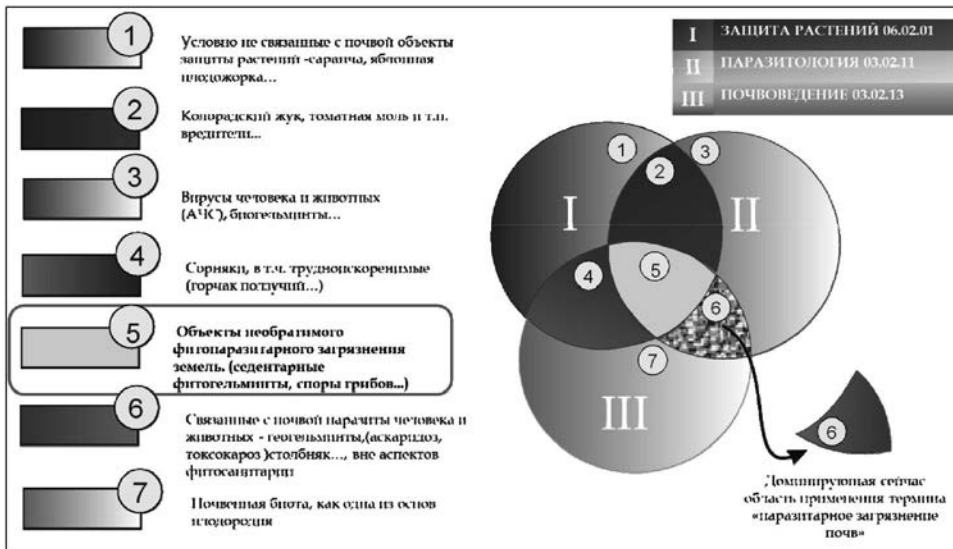 1
Условно не связанные с почвой объекты
защиты растений -саранча, яблонная
плодожорка...
2
Колорадский жук, томатная моль и т.п.
вредители...
3
Вирусы человека и животных
биогельминты...
4
Сорняки, в т.ч. трудноискоренимые
(горчак ползучий...)
5
Объекты необратимого
фитопаразитарного загрязнения
земель. (седентарные
фитогельминты, споры грибов...)
6
Связанные с почвой паразиты человека и
животных - геогельминты,(аскаридоз,
токсокароз )столбняк..., вне аспектов
фитосанитарии
7
Почвенная биота, как одна из основ
плодородия
I ЗАЩИТА РАСТЕНИЙ 06.02.01
II ПАРАЗИТОЛОГИЯ 03.02.11
III ПОЧВОВЕДЕНИЕ 03.02.13
1
2
3
I
II
4
5
6
7
III
6
Доминирующая сейчас
область применения термина
«паразитарное загрязнение
почв»